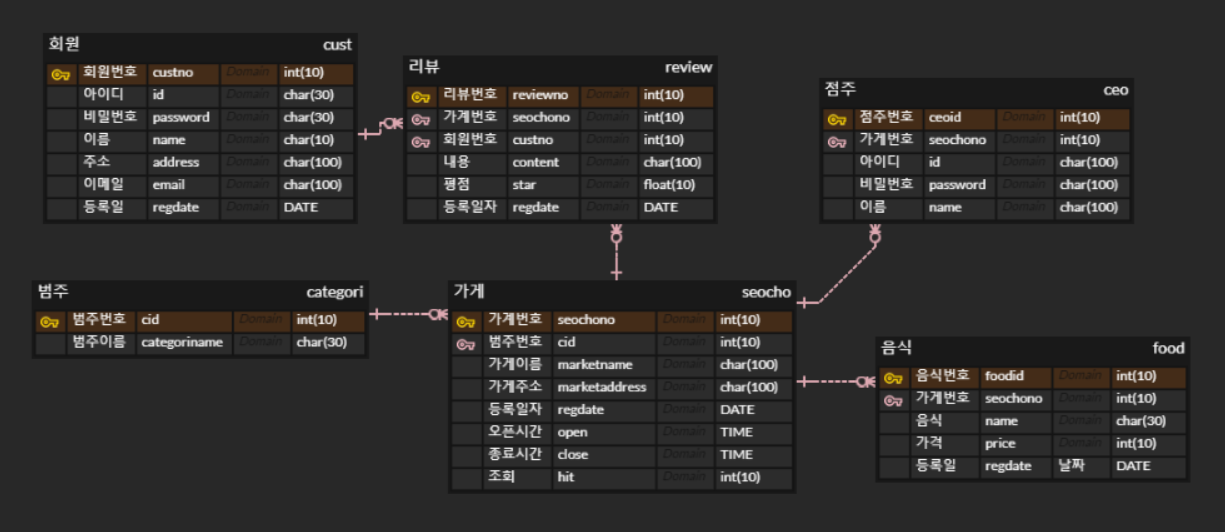 회원 cust
회원번호 custno Domain int(10)
아이디 id Domain char(30)
비밀번호 password Domain char(30)
이름 name Domain char(10)
주소 address Domain char(100)
이메일 email Domain char(100)
등록일 regdate Domain DATE
리뷰 review
리뷰번호 reviewno Domain int(10)
가계번호 seochono Domain int(10)
회원번호 custno Domain int(10)
내용 content Domain char(100)
평점 star Domain float(10)
등록일자 regdate Domain DATE
점주 ceo
점주번호 ceoid Domain int(10)
가게번호 seochono Domain int(10)
아이디 id Domain char(100)
비밀번호 password Domain char(100)
이름 name Domain char(100)
범주 categori
범주번호 cid Domain int(10)
범주이름 categoriname Domain char(30)
가게 seocho
가계번호 seochono Domain int(10)
범주번호 cid Domain int(10)
가게이름 marketname Domain char(100)
가게주소 marketaddress Domain char(100)
등록일자 regdate Domain DATE
오픈시간 open Domain TIME
종료시간 close Domain TIME
조회 hit Domain int(10)
음식 food
음식번호 foodid Domain int(10)
가게번호 seochono Domain int(10)
음식 name Domain char(30)
가격 price Domain int(10)
등록일 regdate 날짜 DATE